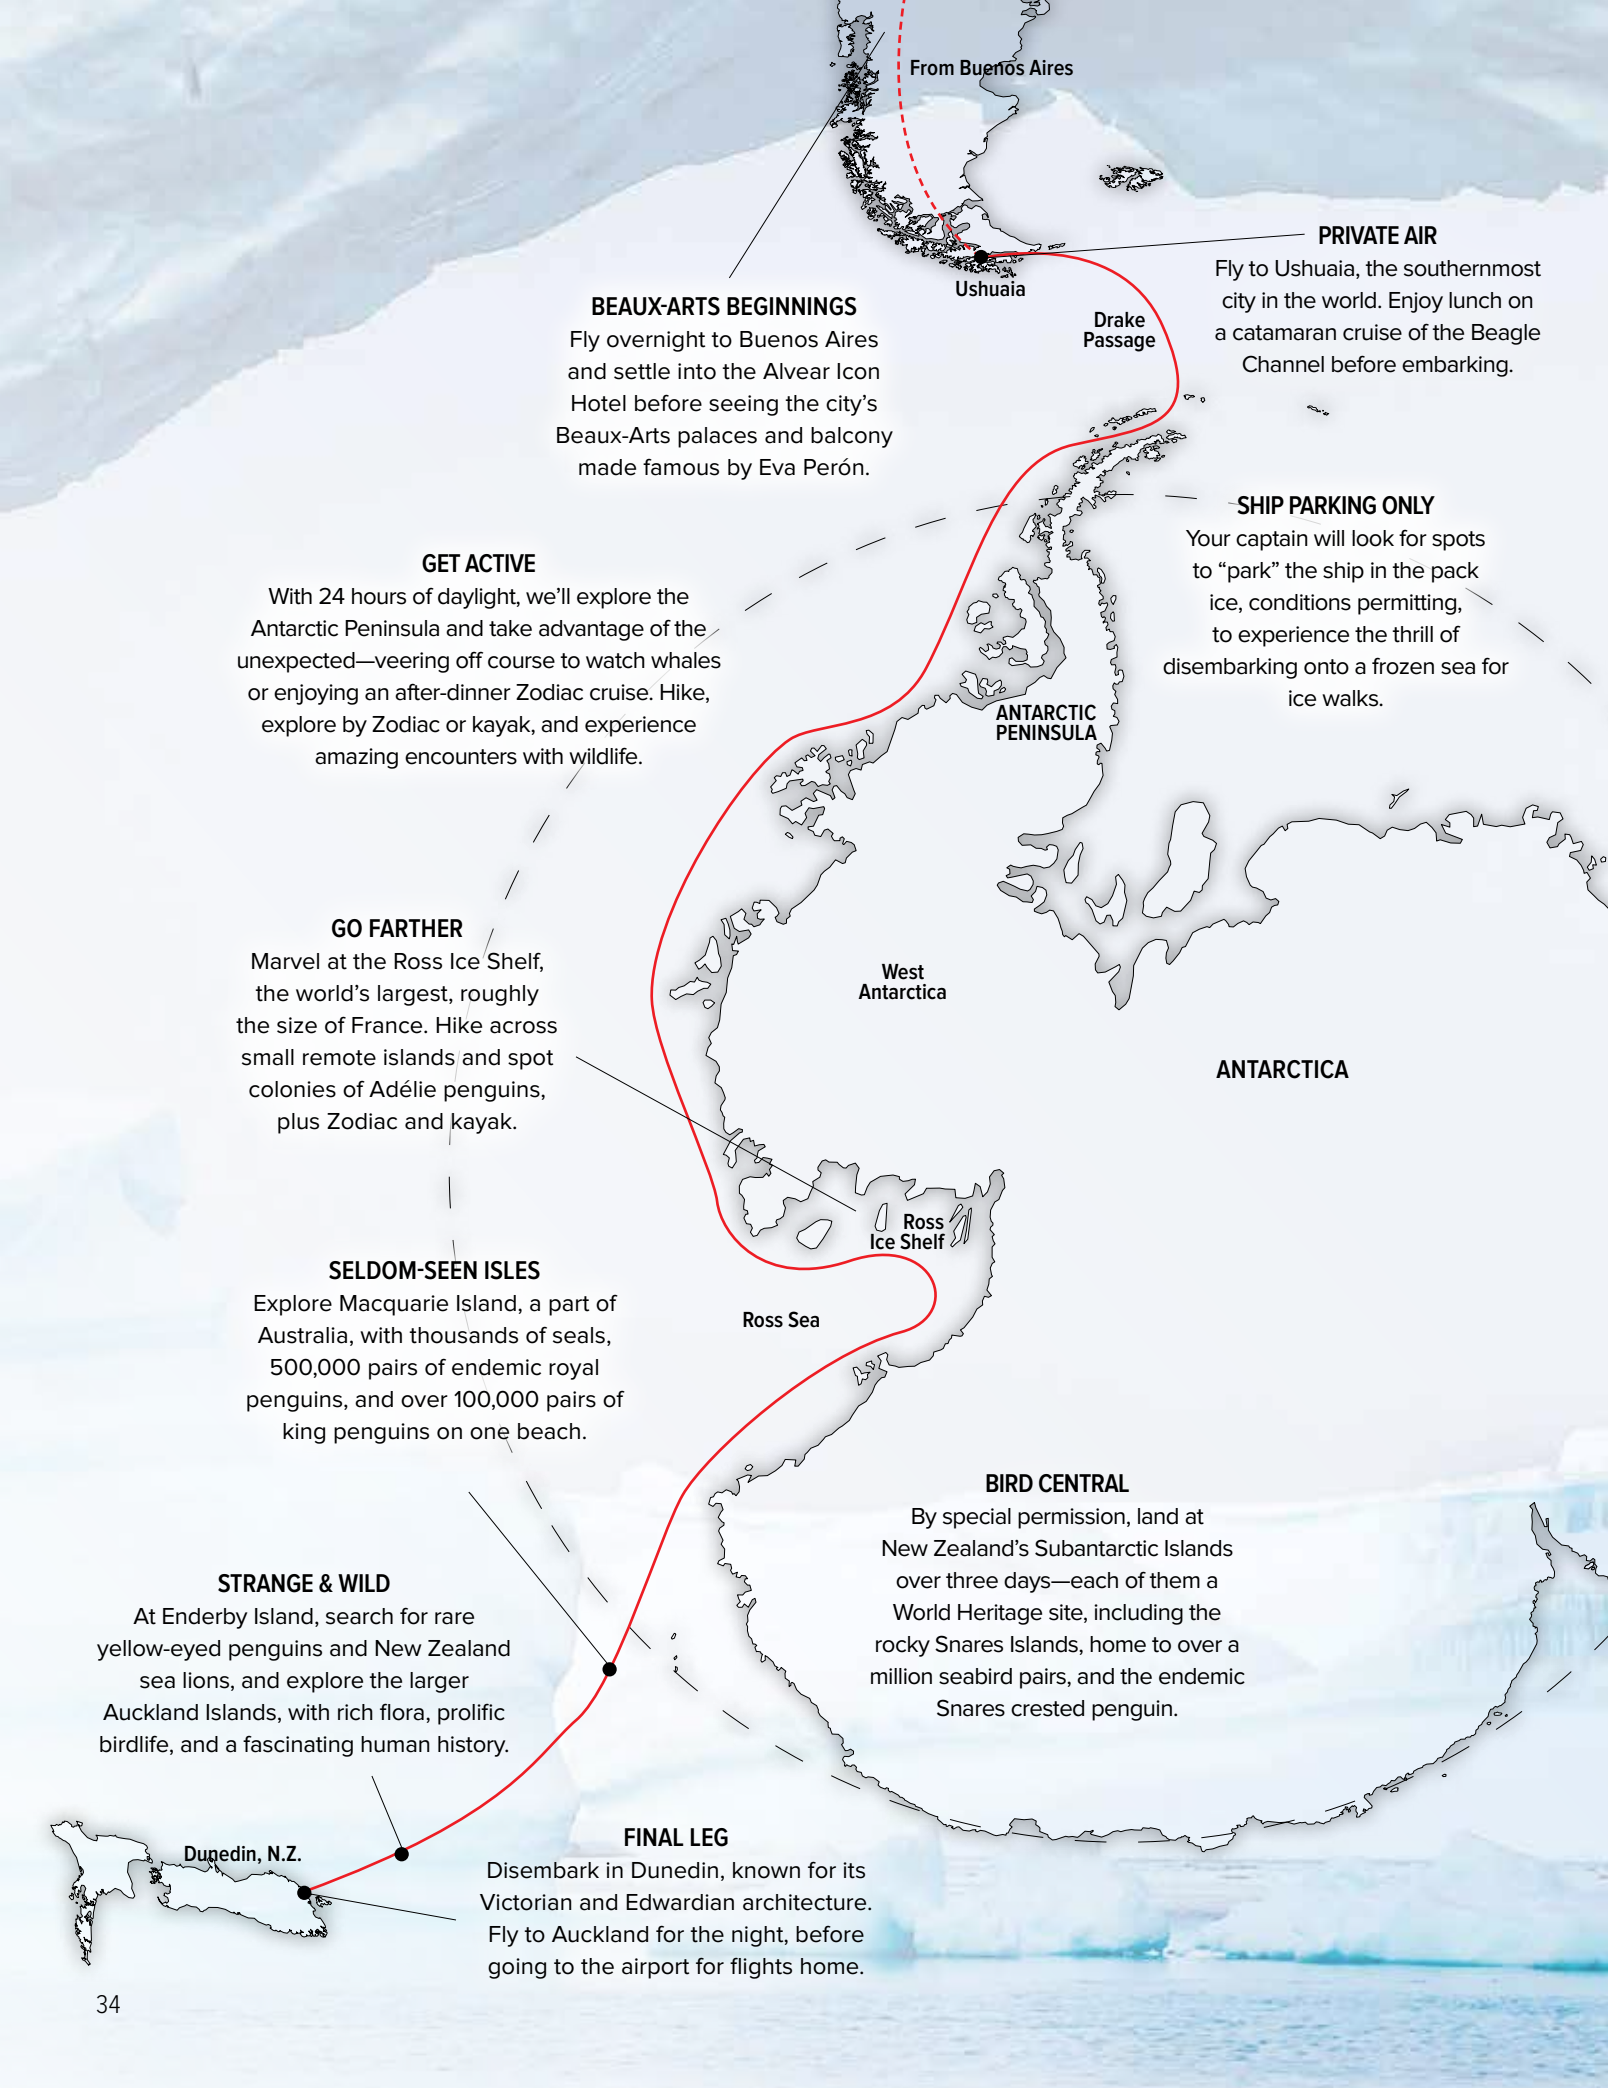 From Buenos Aires
PRIVATE AIR
Fly to Ushuaia, the southernmost
city in the world. Enjoy lunch on
a catamaran cruise of the Beagle
Channel before embarking.
Ushuaia
BEAUX-ARTS BEGINNINGS
Fly overnight to Buenos Aires
and settle into the Alvear Icon
Hotel before seeing the city’s
Beaux-Arts palaces and balcony
made famous by Eva Perón.
Drake
Passage
SHIP PARKING ONLY
Your captain will look for spots
to “park” the ship in the pack
ice, conditions permitting,
to experience the thrill of
disembarking onto a frozen sea for
ice walks.
GET ACTIVE
With 24 hours of daylight, we’ll explore the
Antarctic Peninsula and take advantage of the
unexpected—veering off course to watch whales
or enjoying an after-dinner Zodiac cruise. Hike,
explore by Zodiac or kayak, and experience
amazing encounters with wildlife.
ANTARCTIC
PENINSULA
GO FARTHER
Marvel at the Ross Ice Shelf,
the world’s largest, roughly
the size of France. Hike across
small remote islands and spot
colonies of Adélie penguins,
plus Zodiac and kayak.
West
Antarctica
ANTARCTICA
Ross
Ice Shelf
SELDOM-SEEN ISLES
Explore Macquarie Island, a part of
Australia, with thousands of seals,
500,000 pairs of endemic royal
penguins, and over 100,000 pairs of
king penguins on one beach.
Ross Sea
BIRD CENTRAL
By special permission, land at
New Zealand’s Subantarctic Islands
over three days—each of them a
World Heritage site, including the
rocky Snares Islands, home to over a
million seabird pairs, and the endemic
Snares crested penguin.
STRANGE & WILD
At Enderby Island, search for rare
yellow-eyed penguins and New Zealand
sea lions, and explore the larger
Auckland Islands, with rich flora, prolific
birdlife, and a fascinating human history.
Dunedin, N.Z.
FINAL LEG
Disembark in Dunedin, known for its
Victorian and Edwardian architecture.
Fly to Auckland for the night, before
going to the airport for flights home.
34